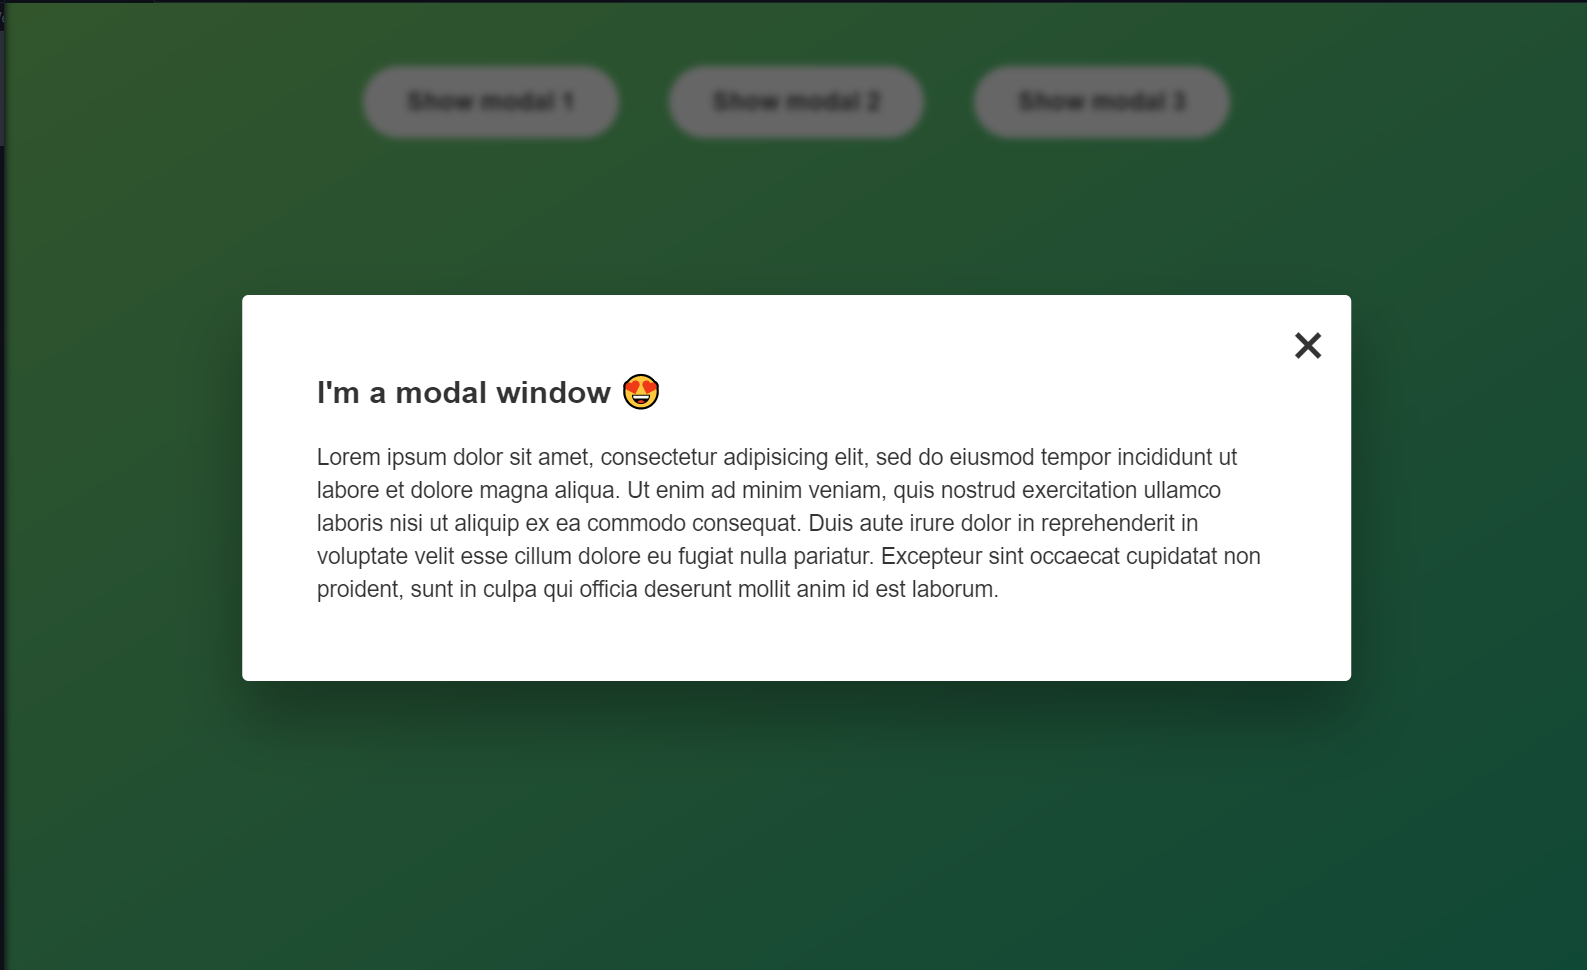 Show modal 1 Show modal 2 Show modal 3
×
I'm a modal window 😍
Lorem ipsum dolor sit amet, consectetur adipisicing elit, sed do eiusmod tempor incididunt ut
labore et dolore magna aliqua. Ut enim ad minim veniam, quis nostrud exercitation ullamco
laboris nisi ut aliquip ex ea commodo consequat. Duis aute irure dolor in reprehenderit in
voluptate velit esse cillum dolore eu fugiat nulla pariatur. Excepteur sint occaecat cupidatat non
proident, sunt in culpa qui officia deserunt mollit anim id est laborum.